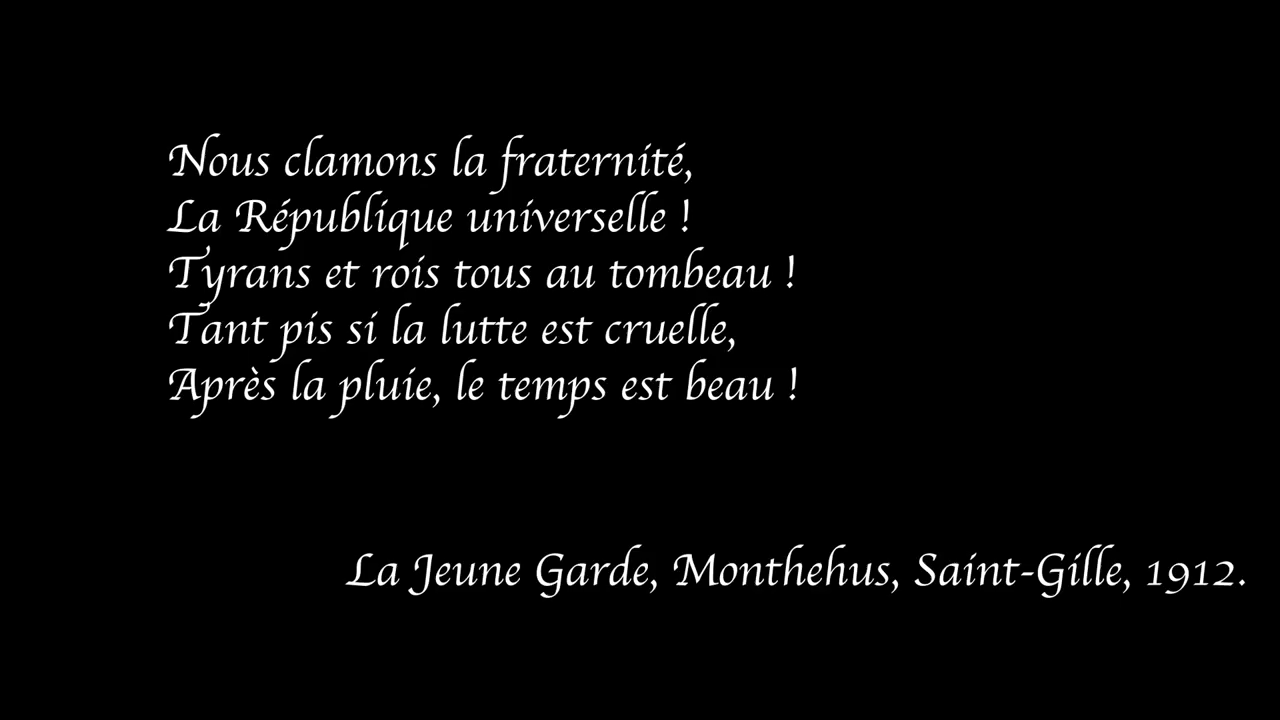 Nous clamons la fraternité,
La République universelle !
Tyrans et rois tous au tombeau !
Tant pis si la lutte est cruelle,
Après la pluie, le temps est beau !
La Jeune Garde, Monthehus, Saint-Gille, 1912.